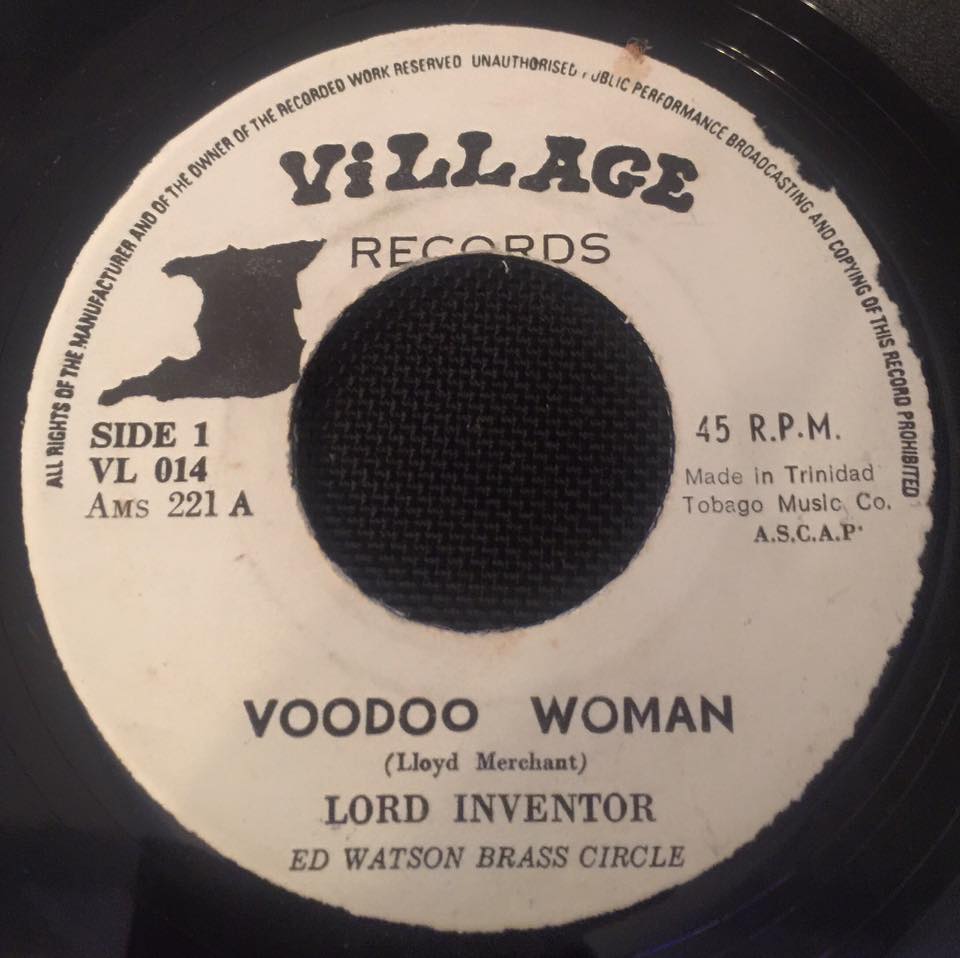 ALL RIGHTS OF THE MANUFACTURER AND OF THE OWNER OF THE RECORDED WORK RESERVED UNAUTHORISED PUBLIC PERFORMANCE BROADCASTING AND COPYING OF THIS RECORD PROHIBITED
ViLLAGE
RECORDS
SIDE 1
VL 014
AMS 221 A
45 R.P.M.
Made in Trinidad
Tobago Music Co.
A.S.C.A.P.
VOODOO WOMAN
(Lloyd Merchant)
LORD INVENTOR
ED WATSON BRASS CIRCLE